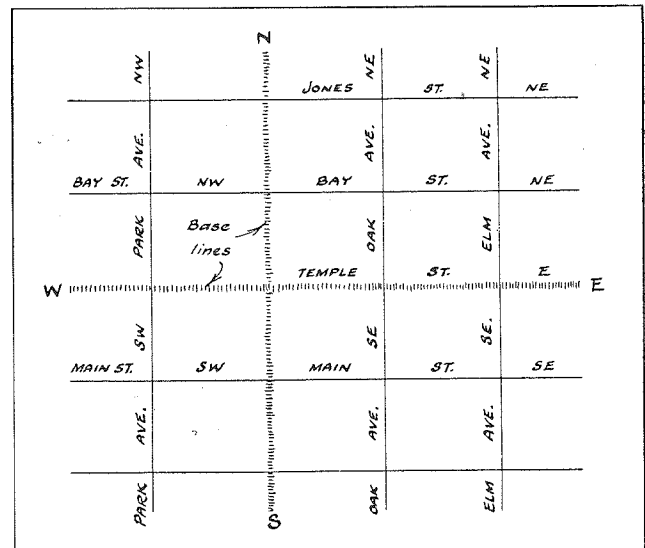 N
NW
NE
NE
JONES ST. NE
AVE.
AVE.
AVE.
BAY ST. NW BAY ST. NE
PARK
Base
lines
OAK
ELM
TEMPLE ST. E
W
E
SW
SE
SE.
MAIN ST. SW MAIN ST. SE
AVE.
AVE.
AVE.
PARK
S
OAK
ELM